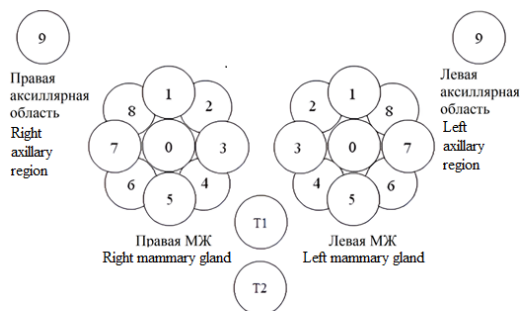 9
9
Правая
аксиллярная
область
Right
axillary
region
Левая
аксиллярная
область
Left
axillary
region
1
8
2
7
0
3
6
4
5
1
2
8
3
0
7
4
6
5
Правая МЖ
Right mammary gland
T1
Левая МЖ
Left mammary gland
T2